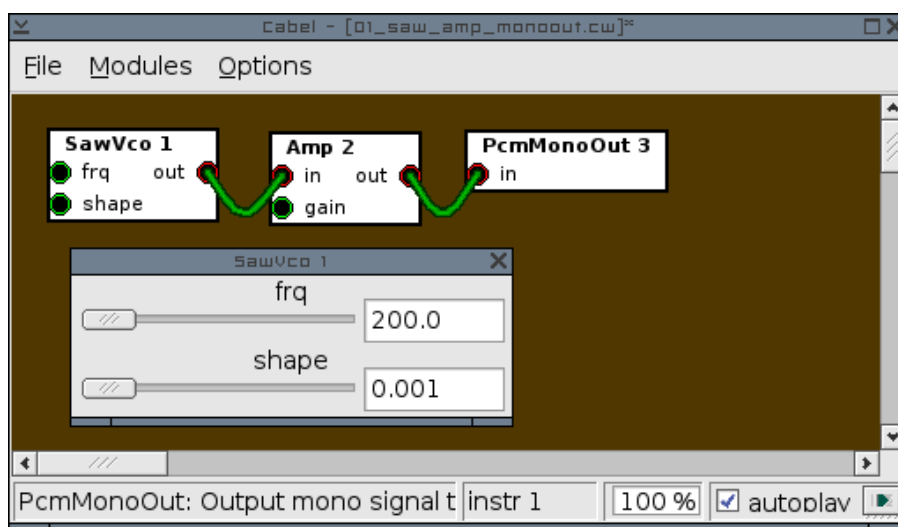 Cabel - [01_saw_amp_monoout.cw]*
File Modules Options
SawVco 1
frq out
shape
Amp 2
in out
gain
PcmMonoOut 3
in
SawVco 1
frq
200.0
shape
0.001
PcmMonoOut: Output mono signal t
instr 1
100 %
autoplay